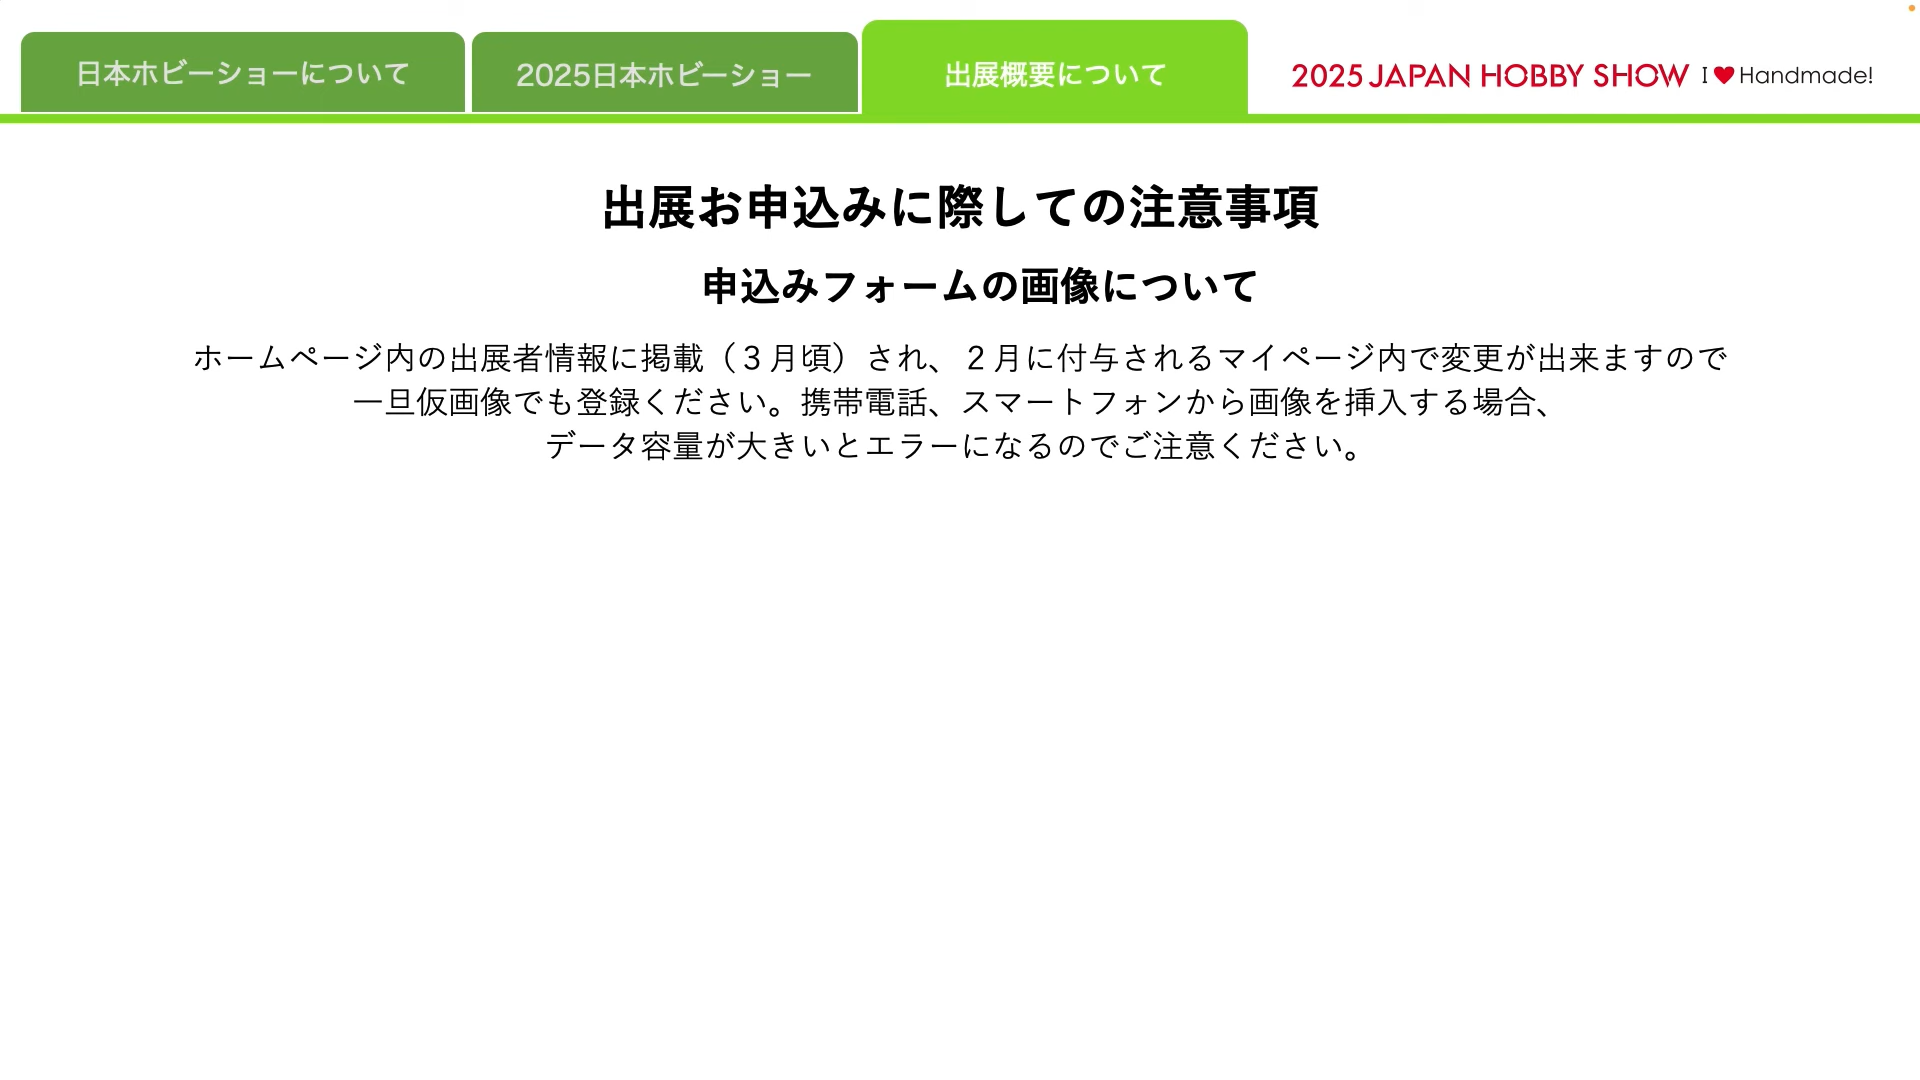 日本ホビーショーについて
2025日本ホビーショー
出展概要について
2025 JAPAN HOBBY SHOW I ♥ Handmade!
出展お申込みに際しての注意事項
申込みフォームの画像について
ホームページ内の出展者情報に掲載（３月頃）され、２月に付与されるマイページ内で変更が出来ますので
一旦仮画像でも登録ください。携帯電話、スマートフォンから画像を挿入する場合、
データ容量が大きいとエラーになるのでご注意ください。